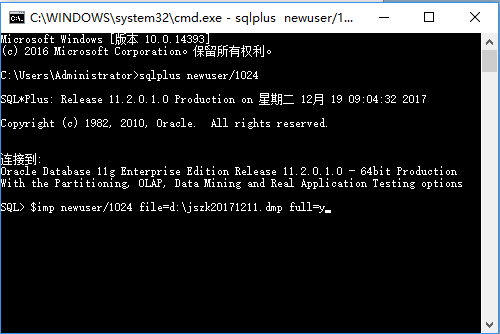 C:\WINDOWS\system32\cmd.exe - sqlplus  newuser/1...
Microsoft Windows [版本 10.0.14393]
(c) 2016 Microsoft Corporation。保留所有权利。
C:\Users\Administrator>sqlplus newuser/1024
SQL*Plus: Release 11.2.0.1.0 Production on 星期二 12月 19 09:04:32 2017
Copyright (c) 1982, 2010, Oracle.  All rights reserved.
连接到:
Oracle Database 11g Enterprise Edition Release 11.2.0.1.0 - 64bit Production
With the Partitioning, OLAP, Data Mining and Real Application Testing options
SQL> $imp newuser/1024 file=d:\jszk20171211.dmp full=y